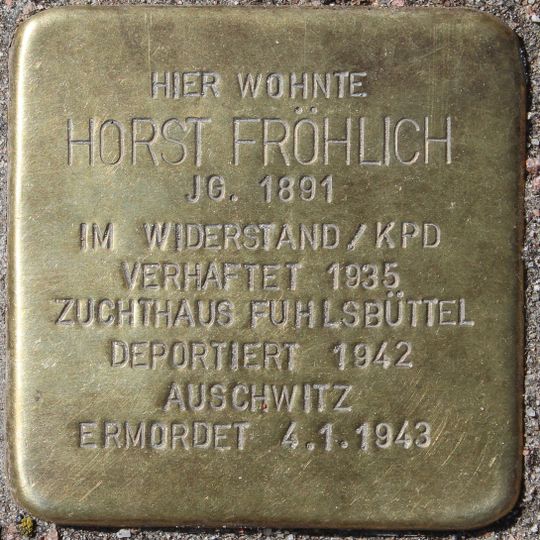 HIER WOHNTE
HORST FRÖHLICH
JG. 1891
IM WIDERSTAND / KPD
VERHAFTET 1935
ZUCHTHAUS FUHLSBÜTTEL
DEPORTIERT 1942
AUSCHWITZ
ERMORDET 4.1.1943